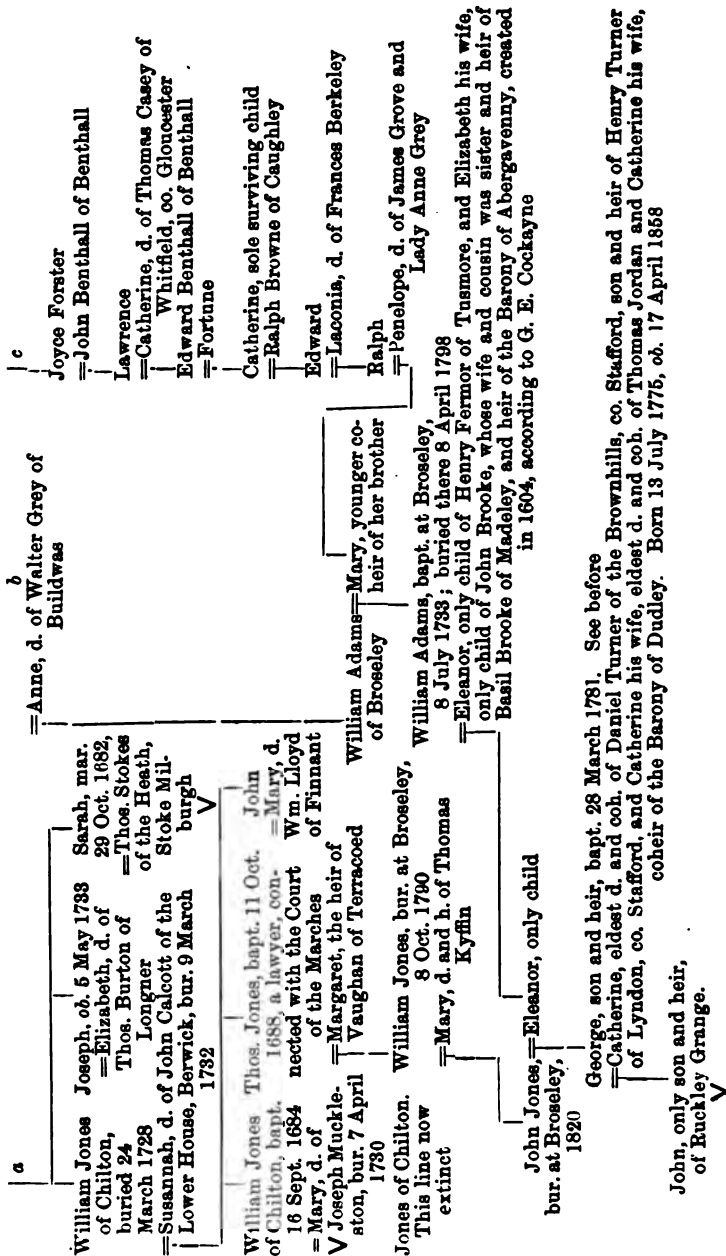 a
William Jones
of Chilton,
buried 24
March 1728
=Susannah, d. of John Calcott of the
Lower House, Berwick, bur. 9 March
1732
Joseph, ob. 5 May 1733
=Elizabeth, d. of
Thos. Burton of
Longner
Sarah, mar.
29 Oct. 1682,
=Thos. Stokes
of the Heath,
Stoke Mil-
burgh
V
William Jones
of Chilton, bapt.
16 Sept. 1684
= Mary, d. of
V Joseph Muckle-
ston, bur. 7 April
1730
Jones of Chilton.
This line now
extinct
Thos. Jones, bapt. 11 Oct.
1688, a lawyer, con-
nected with the Court
of the Marches
=Margaret, the heir of
Vaughan of Terracoed
John
=Mary, d.
Wm. Lloyd
of Finnant
William Jones, bur. at Broseley,
8 Oct. 1790
=Mary, d. and h. of Thomas
Kyffin
John Jones,
bur. at Broseley,
1820
=Eleanor, only child
b
=Anne, d. of Walter Grey of
Buildwas
William Adams
of Broseley
=Mary, younger co-
heir of her brother
William Adams, bapt. at Broseley,
8 July 1733 ; buried there 8 April 1798
=Eleanor, only child of Henry Fermor of Tusmore, and Elizabeth his wife,
only child of John Brooke, whose wife and cousin was sister and heir of
Basil Brooke of Madeley, and heir of the Barony of Abergavenny, created
in 1604, according to G. E. Cockayne
c
Joyce Forster
=John Benthall of Benthall
Lawrence
=Catherine, d. of Thomas Casey of
Whitfield, co. Gloucester
Edward Benthall of Benthall
=Fortune
Catherine, sole surviving child
=Ralph Browne of Caughley
Edward
=Laconia, d. of Frances Berkeley
Ralph
=Penelope, d. of James Grove and
Lady Anne Grey
George, son and heir, bapt. 28 March 1781. See before
=Catherine, eldest d. and coh. of Daniel Turner of the Brownhills, co. Stafford, son and heir of Henry Turner
of Lyndon, co. Stafford, and Catherine his wife, eldest d. and coh. of Thomas Jordan and Catherine his wife,
coheir of the Barony of Dudley. Born 13 July 1775, ob. 17 April 1858
John, only son and heir,
of Ruckley Grange.
V